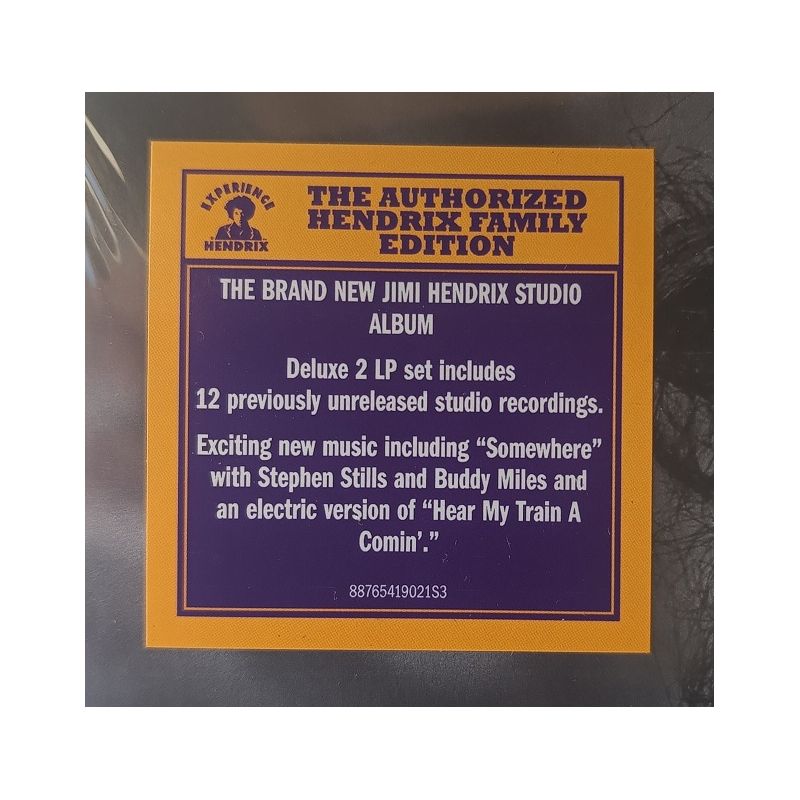 EXPERIENCE
HENDRIX
THE AUTHORIZED
HENDRIX FAMILY
EDITION
THE BRAND NEW JIMI HENDRIX STUDIO
ALBUM
Deluxe 2 LP set includes
12 previously unreleased studio recordings.
Exciting new music including “Somewhere”
with Stephen Stills and Buddy Miles and
an electric version of “Hear My Train A
Comin’.”
88765419021S3